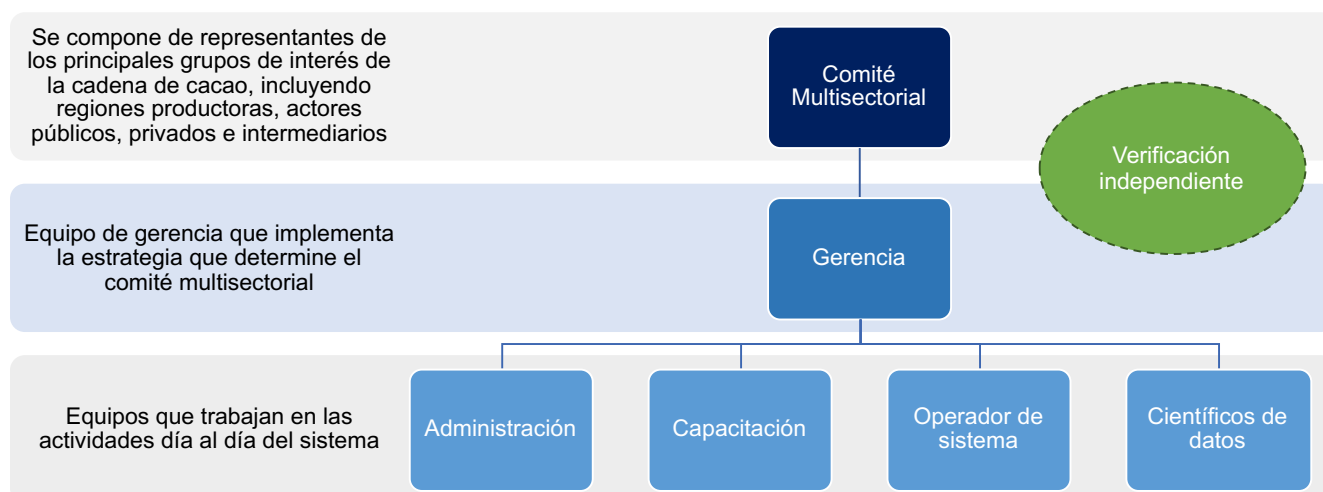 Se compone de representantes de
los principales grupos de interés de
la cadena de cacao, incluyendo
regiones productoras, actores
públicos, privados e intermediarios
Comité
Multisectorial
Verificación
independiente
Equipo de gerencia que implementa
la estrategia que determine el
comité multisectorial
Gerencia
Equipos que trabajan en las
actividades día al día del sistema
Administración
Capacitación
Operador de
sistema
Científicos de
datos